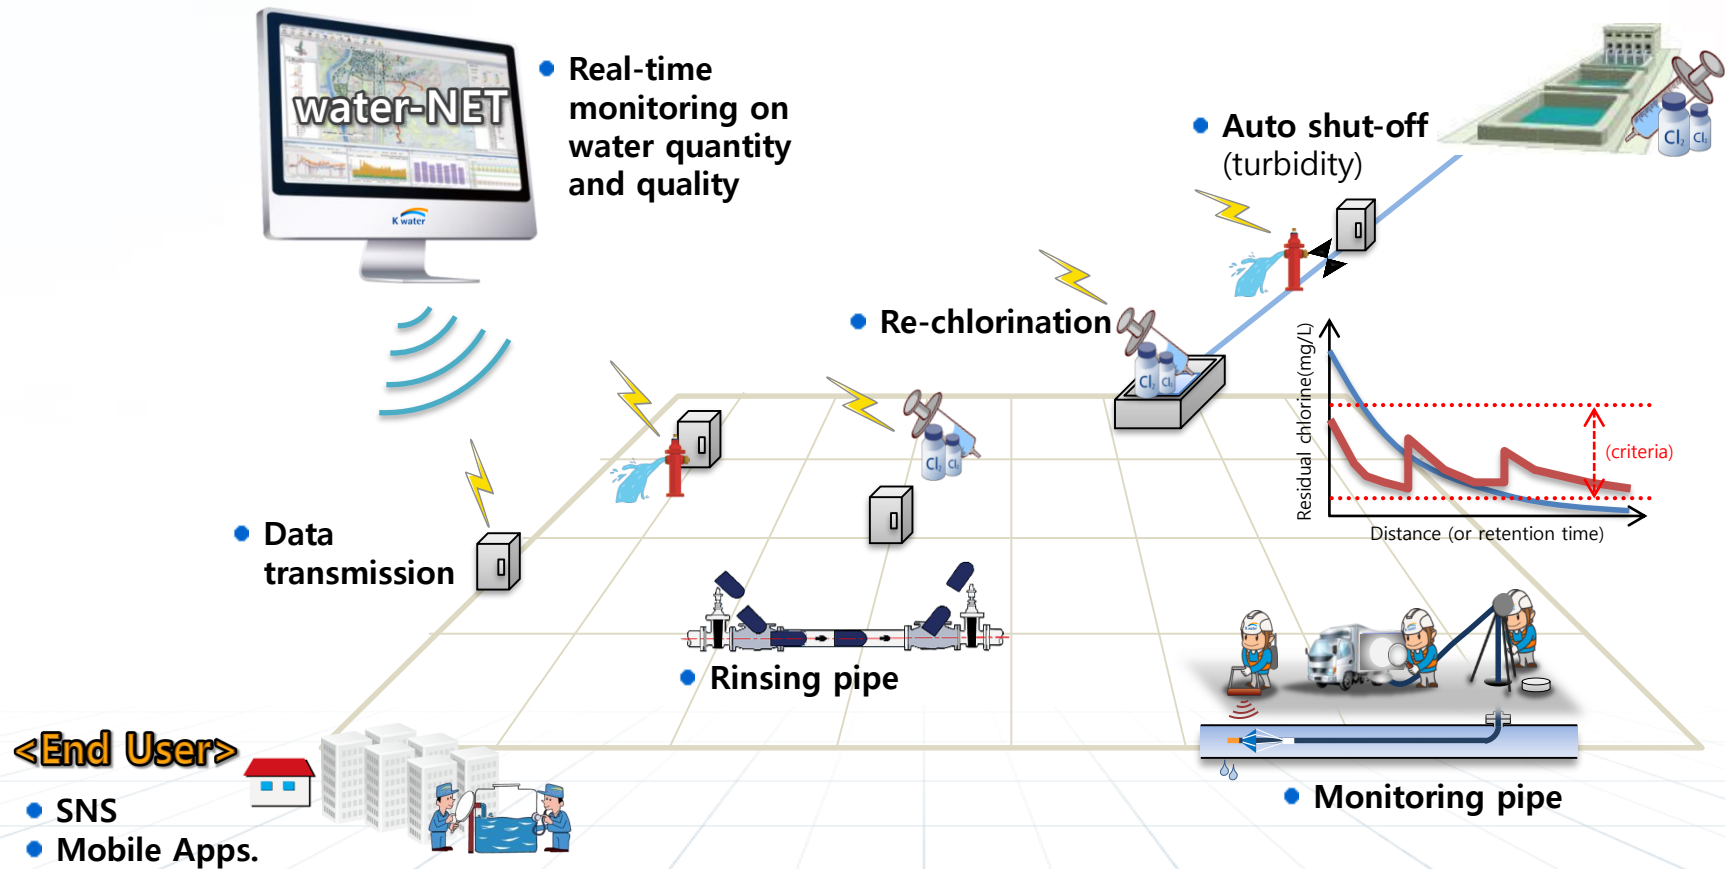 water-NET
K water
Real-time
monitoring on
water quantity
and quality
Auto shut-off
(turbidity)
Cl2
Re-chlorination
Cl2
Cl2
Data
transmission
Residual chlorine(mg/L)
(criteria)
Distance (or retention time)
Rinsing pipe
Monitoring pipe
<End User>
SNS
Mobile Apps.